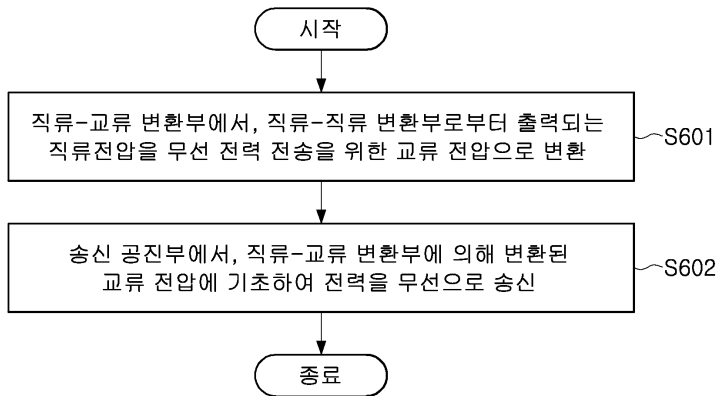 시작
직류-교류 변환부에서, 직류-직류 변환부로부터 출력되는
직류전압을 무선 전력 전송을 위한 교류 전압으로 변환
S601
송신 공진부에서, 직류-교류 변환부에 의해 변환된
교류 전압에 기초하여 전력을 무선으로 송신
S602
종료